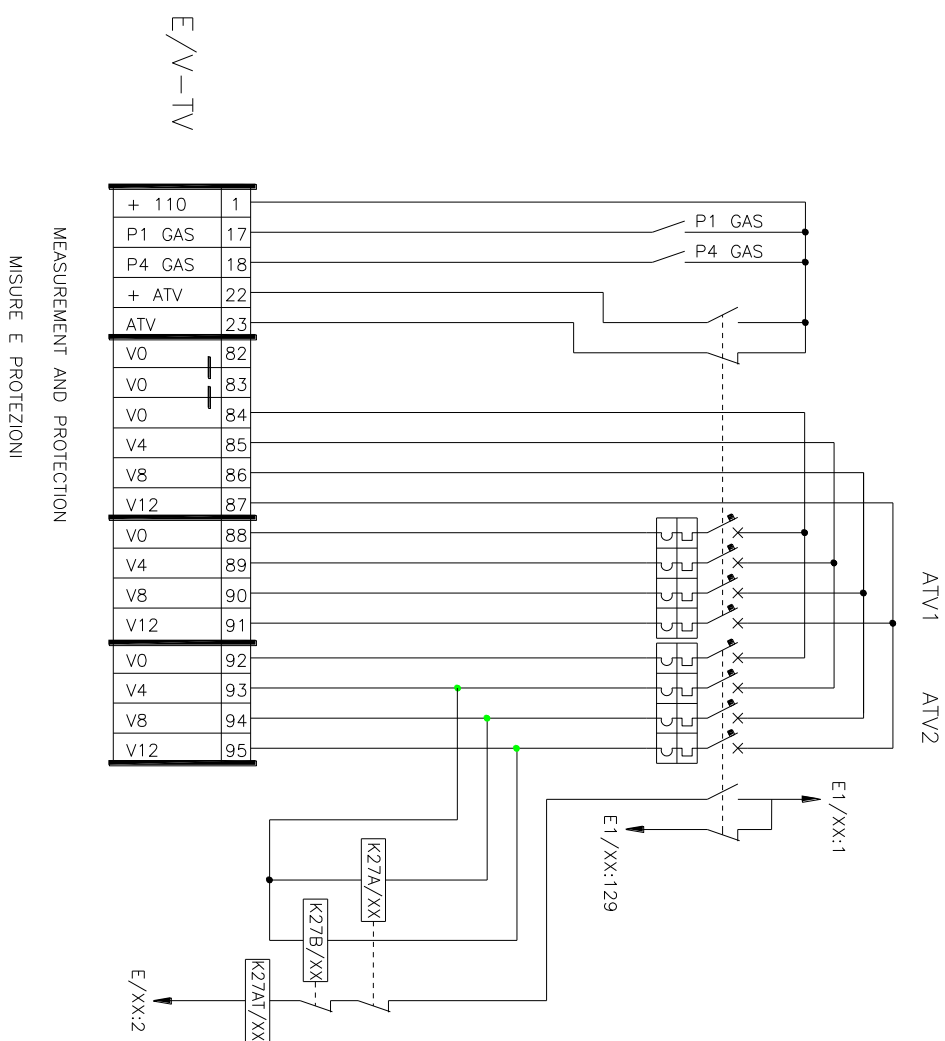 E/V-TV
MEASUREMENT AND PROTECTION
MISURE E PROTEZIONI
+ 110 1
P1 GAS 17
P4 GAS 18
+ ATV 22
ATV 23
V0 82
V0 83
V0 84
V4 85
V8 86
V12 87
V0 88
V4 89
V8 90
V12 91
V0 92
V4 93
V8 94
V12 95
P1 GAS
P4 GAS
ATV1
ATV2
E1/XX:1
E1/XX:129
K27A/XX
K27B/XX
K27AT/XX
E/XX:2